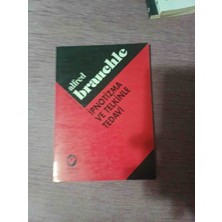 alfred
brauchle
İPNOTİZMA
VE TELKİNLE
TEDAVİ